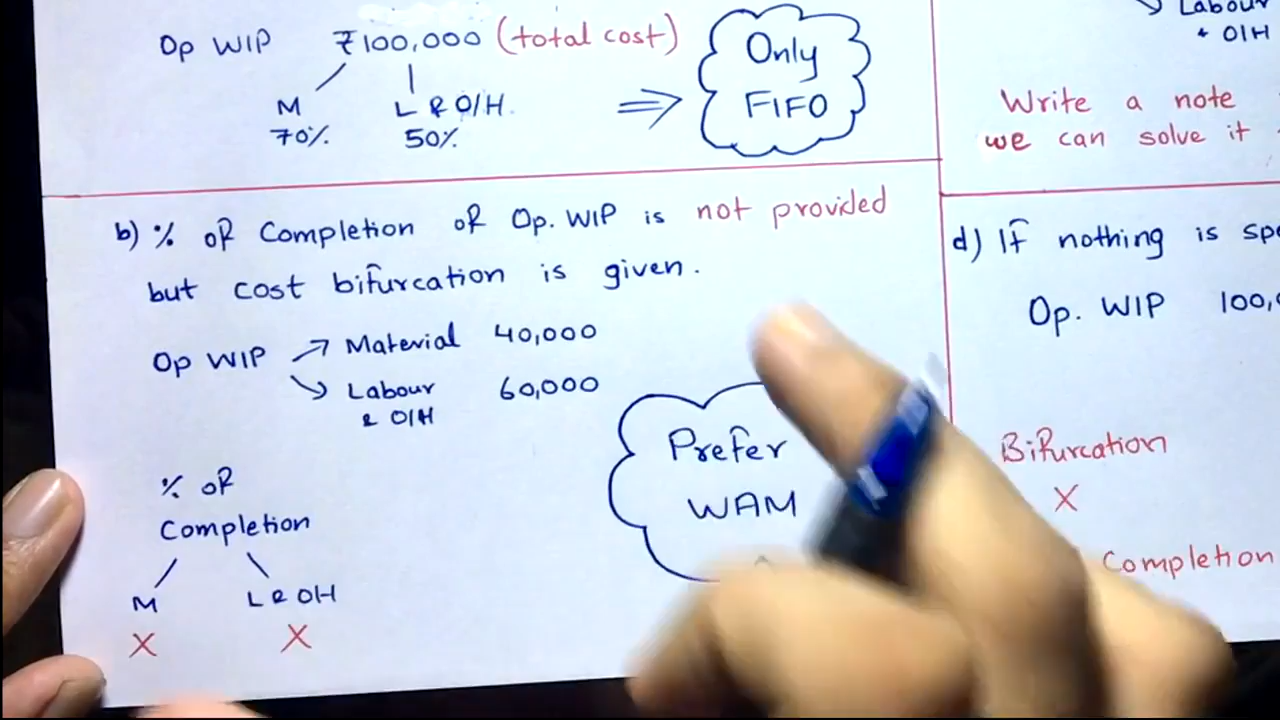 Op WIP ₹100,000 (total cost)
M L & O/H
70% 50%
⇒ Only
FIFO
b) % of Completion of Op. WIP is not provided
but cost bifurcation is given.
Op WIP → Material 40,000
→ Labour 60,000
& O/H
% of
Completion
M L & OH
X X
Prefer
WAM
Labour
+ O/H
Write a note
we can solve it
d) If nothing is
Op. WIP
Bifurcation
X
Completion